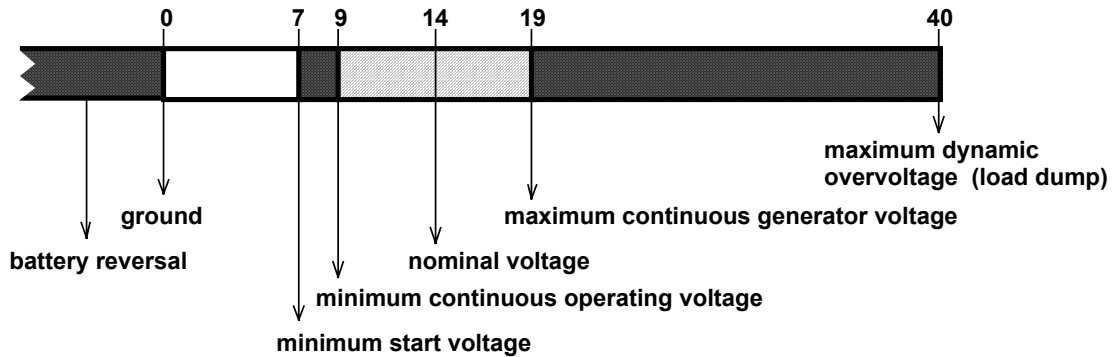 0 7 9 14 19 40
maximum dynamic
overvoltage (load dump)
ground
maximum continuous generator voltage
battery reversal
nominal voltage
minimum continuous operating voltage
minimum start voltage